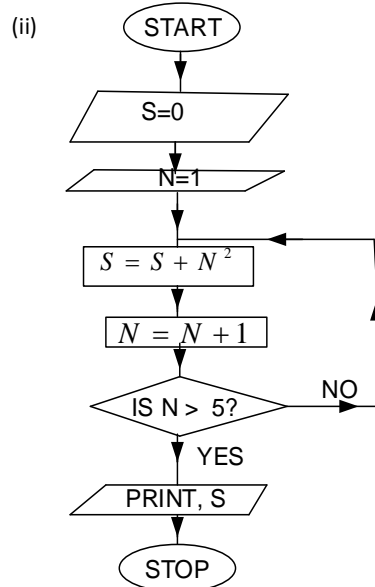 (ii)
START
S=0
N=1
S = S + N²
N = N + 1
IS N > 5?
NO
YES
PRINT, S
STOP